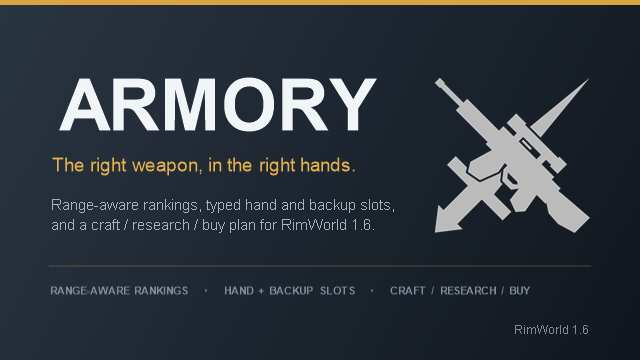 ARMORY
The right weapon, in the right hands.
Range-aware rankings, typed hand and backup slots,
and a craft / research / buy plan for RimWorld 1.6.
RANGE-AWARE RANKINGS · HAND + BACKUP SLOTS · CRAFT / RESEARCH / BUY
RimWorld 1.6